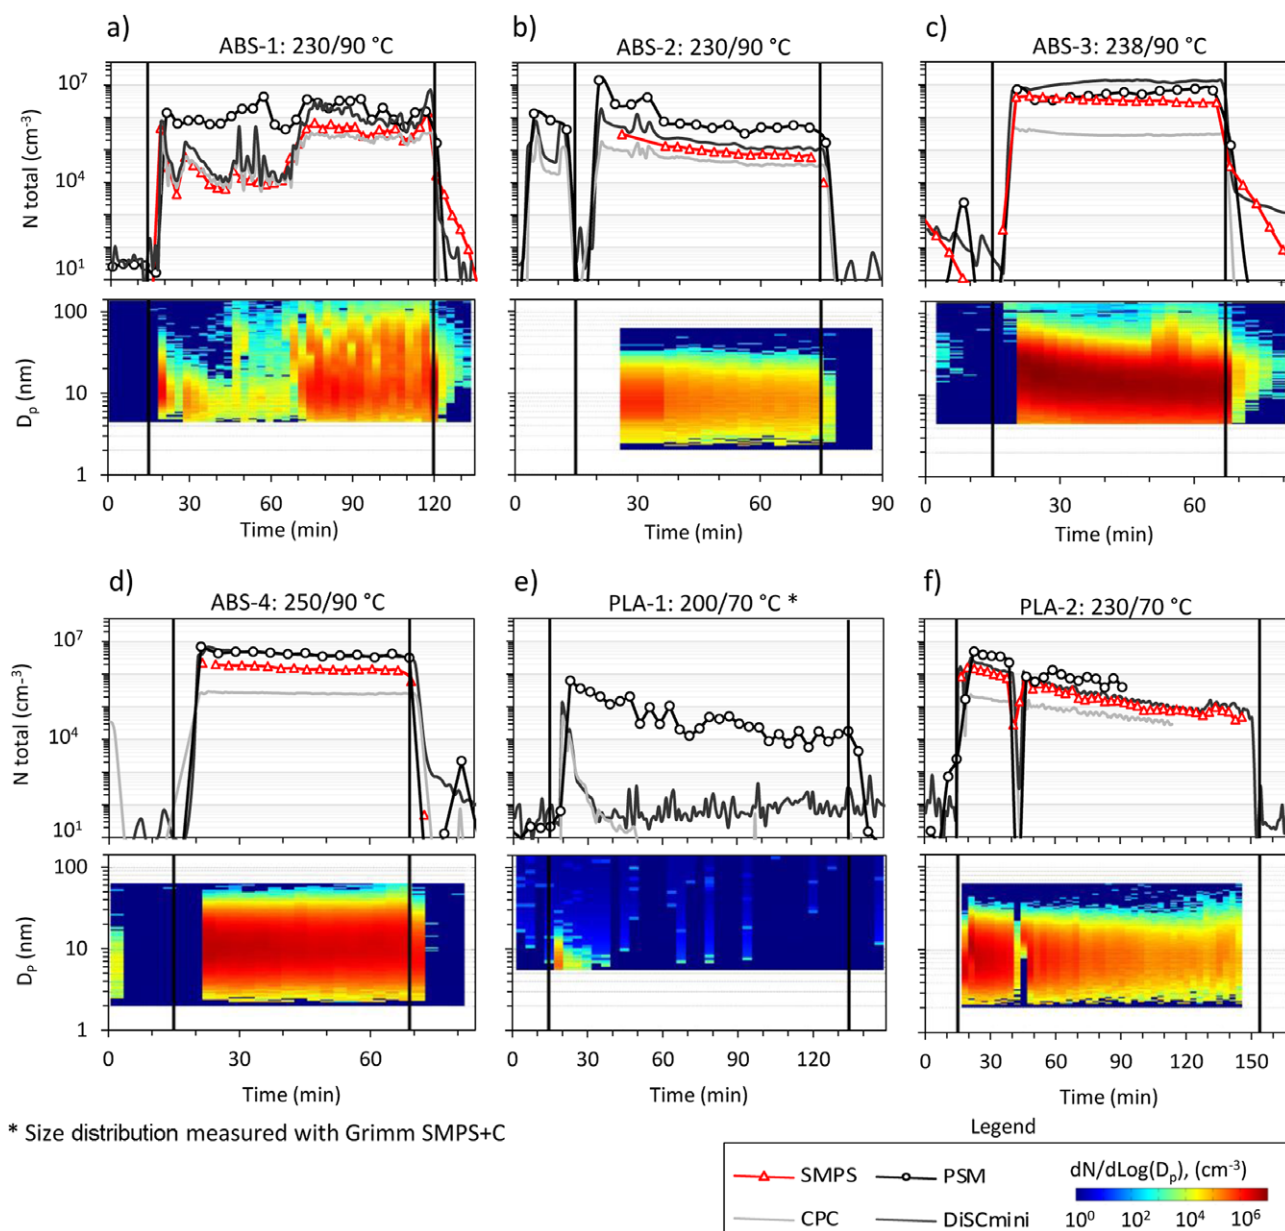 a)
ABS-1: 230/90 °C
b)
ABS-2: 230/90 °C
c)
ABS-3: 238/90 °C
N total (cm⁻³)
10⁷
10⁴
10¹
Dₚ (nm)
100
10
1
0 30 60 90 120
Time (min)
0 30 60 90
Time (min)
0 30 60
Time (min)
d)
ABS-4: 250/90 °C
e)
PLA-1: 200/70 °C *
f)
PLA-2: 230/70 °C
N total (cm⁻³)
10⁷
10⁴
10¹
Dₚ (nm)
100
10
1
0 30 60
Time (min)
0 30 60 90 120
Time (min)
0 30 60 90 120 150
Time (min)
* Size distribution measured with Grimm SMPS+C
Legend
SMPS
PSM
CPC
DiSCmini
dN/dLog(Dₚ), (cm⁻³)
10⁰ 10² 10⁴ 10⁶